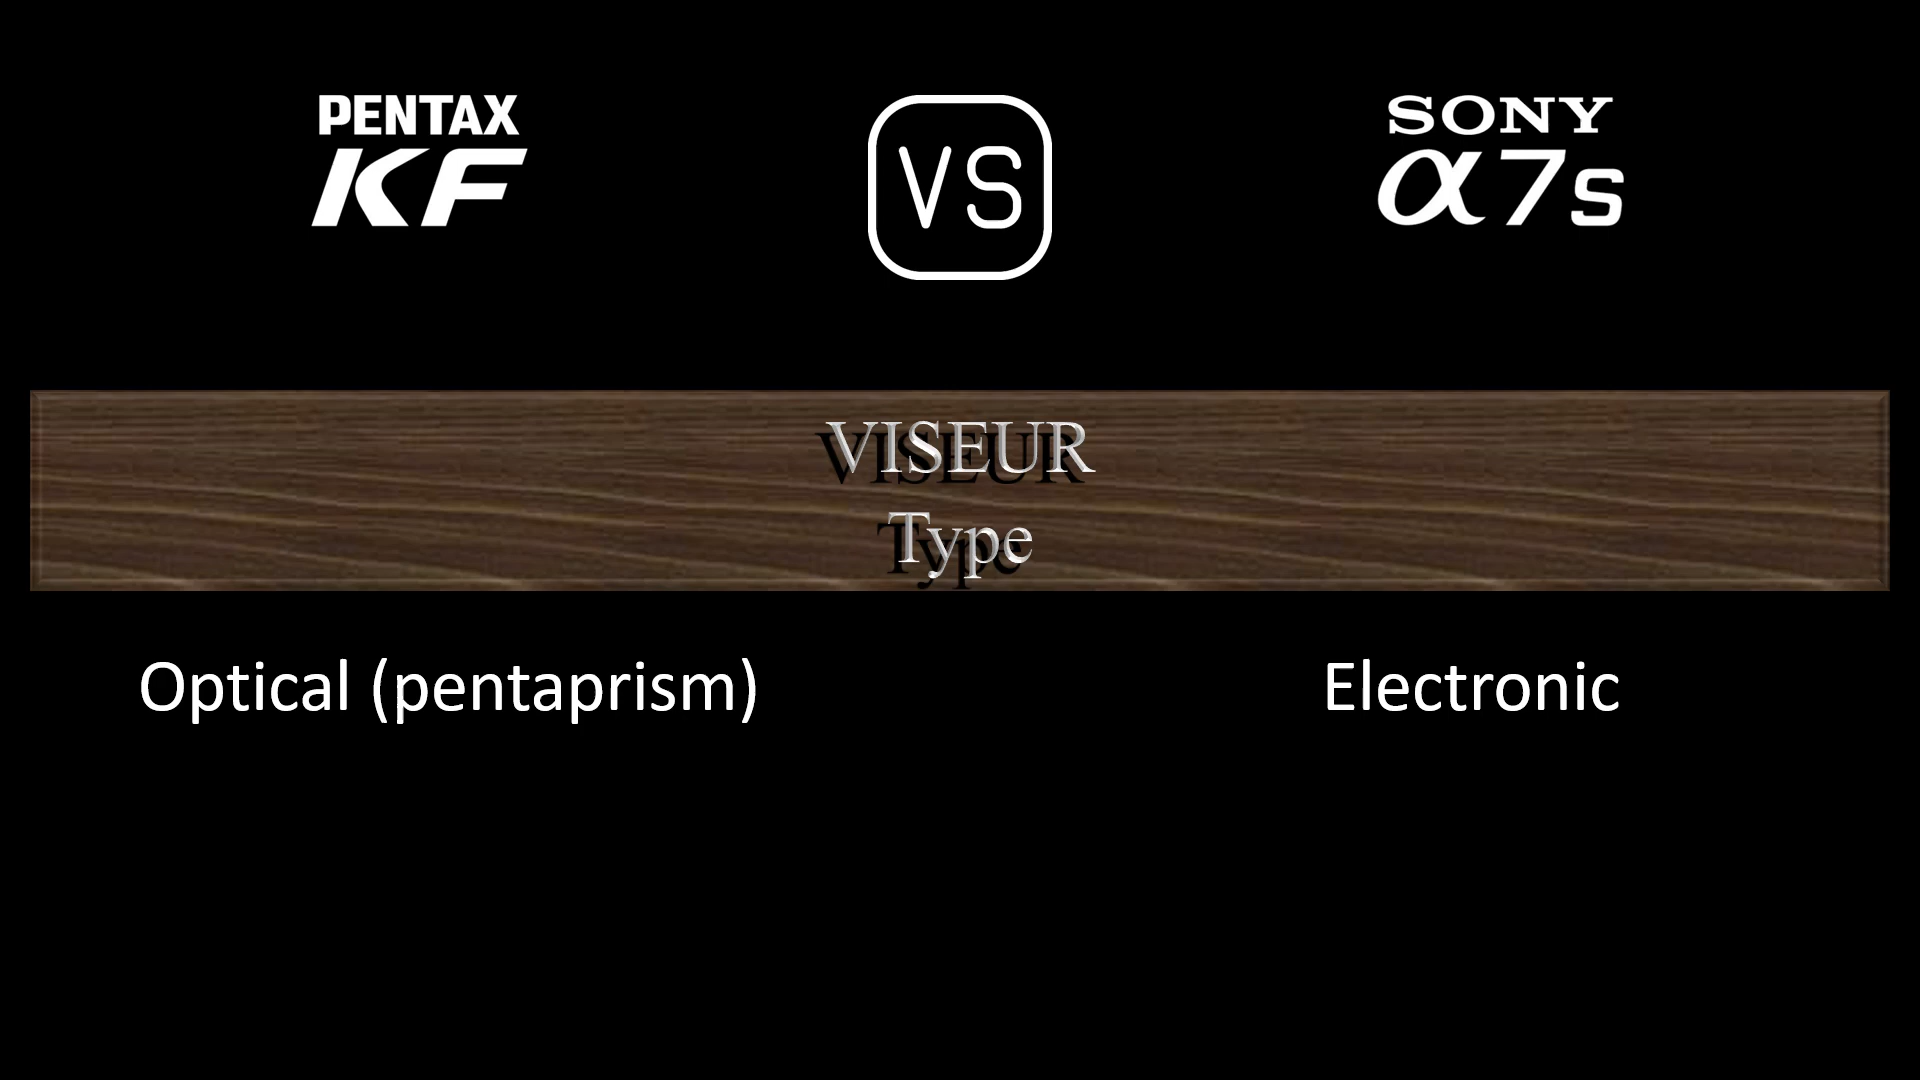 PENTAX
KF
VS
SONY
α7s
VISEUR
Type
Optical (pentaprism)
Electronic